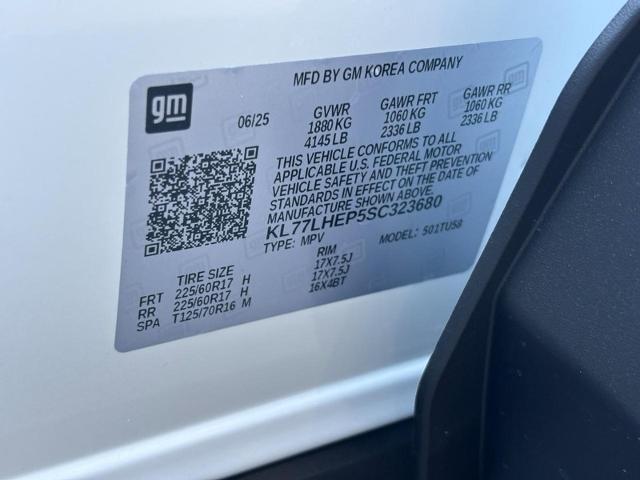 MFD BY GM KOREA COMPANY
gm
06/25 GVWR GAWR FRT GAWR RR
1880 KG 1060 KG 1060 KG
4145 LB 2336 LB 2336 LB
THIS VEHICLE CONFORMS TO ALL
APPLICABLE U.S. FEDERAL MOTOR
VEHICLE SAFETY AND THEFT PREVENTION
STANDARDS IN EFFECT ON THE DATE OF
MANUFACTURE SHOWN ABOVE.
KL77LHEP5SC323680
TYPE: MPV MODEL: 501TU58
TIRE SIZE RIM
FRT 225/60R17 H 17X7.5J
RR 225/60R17 H 17X7.5J
SPA T125/70R16 M 16X4BT